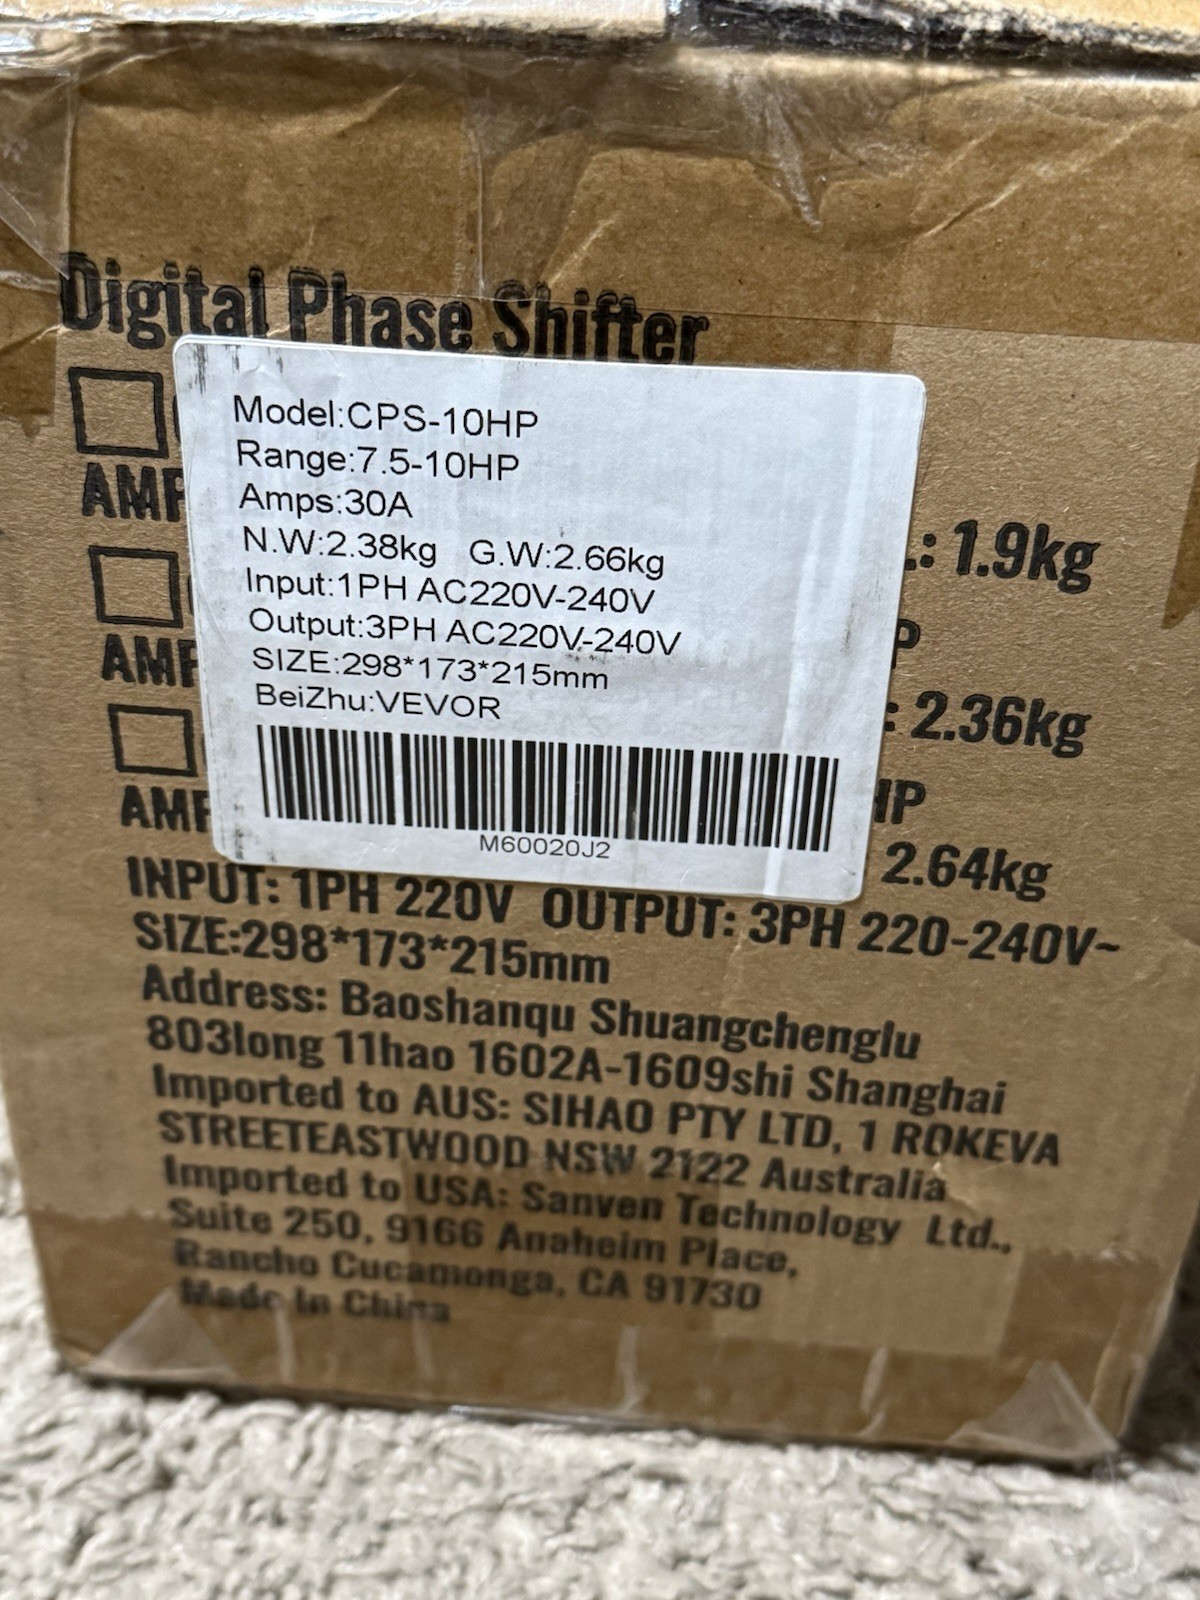 Digital Phase Shifter
Model:CPS-10HP
Range:7.5-10HP
Amps:30A
N.W:2.38kg G.W:2.66kg
Input:1PH AC220V-240V
Output:3PH AC220V-240V
SIZE:298*173*215mm
BeiZhu:VEVOR
M60020J2
AMP
.: 1.9kg
P
AMP
: 2.36kg
HP
AMP
2.64kg
INPUT: 1PH 220V OUTPUT: 3PH 220-240V~
SIZE:298*173*215mm
Address: Baoshanqu Shuangchenglu
803long 11hao 1602A-1609shi Shanghai
Imported to AUS: SIHAO PTY LTD, 1 ROKEVA
STREETEASTWOOD NSW 2122 Australia
Imported to USA: Sanven Technology Ltd.,
Suite 250, 9166 Anaheim Place,
Rancho Cucamonga, CA 91730
Made In China